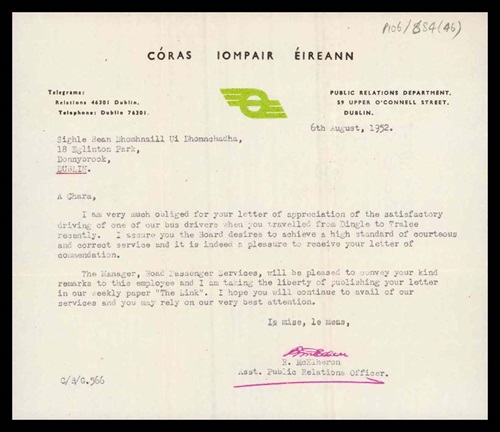 P106/884(46)
CÓRAS IOMPAIR ÉIREANN
Telegrams:
Relations 46301 Dublin.
Telephone: Dublin 76201.
PUBLIC RELATIONS DEPARTMENT,
59 UPPER O'CONNELL STREET,
DUBLIN.
6th August, 1952.
Sighle Bean Dhomhnaill Ui Dhonnchadha,
18 Eglinton Park,
Donnybrook,
DUBLIN.
A Chara,
I am very much obliged for your letter of appreciation of the satisfactory
driving of one of our bus drivers when you travelled from Dingle to Tralee
recently. I assure you the Board desires to achieve a high standard of courteous
and correct service and it is indeed a pleasure to receive your letter of
commendation.
The Manager, Road Passenger Services, will be pleased to convey your kind
remarks to this employee and I am taking the liberty of publishing your letter
in our weekly paper "The Link". I hope you will continue to avail of our
services and you may rely on our very best attention.
Is mise, le meas,
R. McElheron
Asst. Public Relations Officer.
C/3/C.566